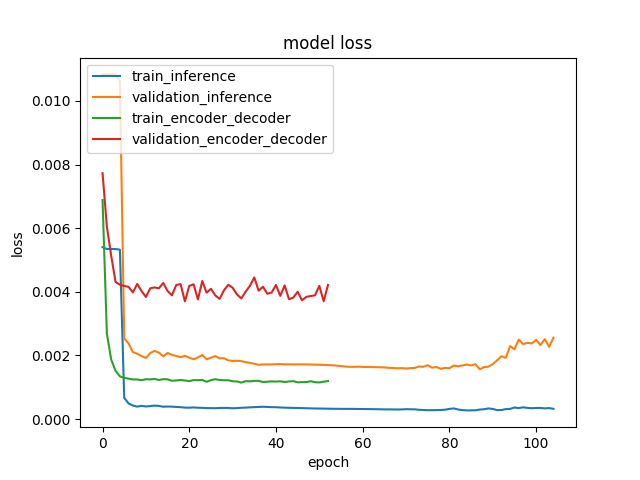 model loss
train_inference
validation_inference
train_encoder_decoder
validation_encoder_decoder
0.010
0.008
0.006
0.004
0.002
0.000
loss
0 20 40 60 80 100
epoch